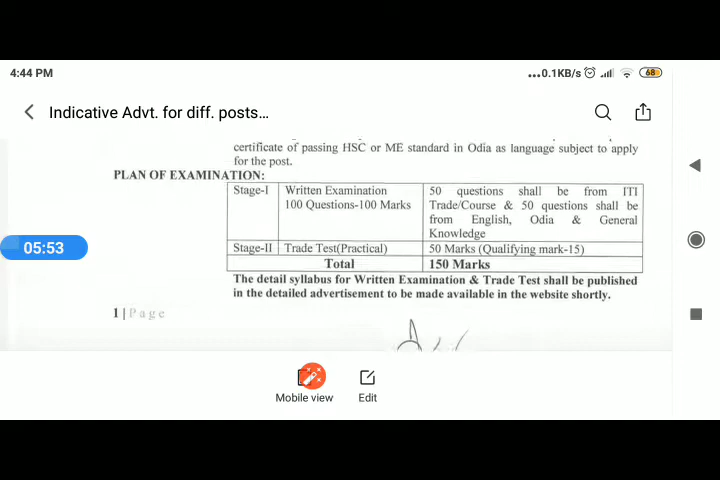 4:44 PM
...0.1KB/s
68
Indicative Advt. for diff. posts...
certificate of passing HSC or ME standard in Odia as language subject to apply
for the post.
PLAN OF EXAMINATION:
Stage-I Written Examination 50 questions shall be from ITI
100 Questions-100 Marks Trade/Course & 50 questions shall be
from English, Odia & General
Knowledge
05:53
Stage-II Trade Test(Practical) 50 Marks (Qualifying mark-15)
Total 150 Marks
The detail syllabus for Written Examination & Trade Test shall be published
in the detailed advertisement to be made available in the website shortly.
1 | Page
Mobile view Edit